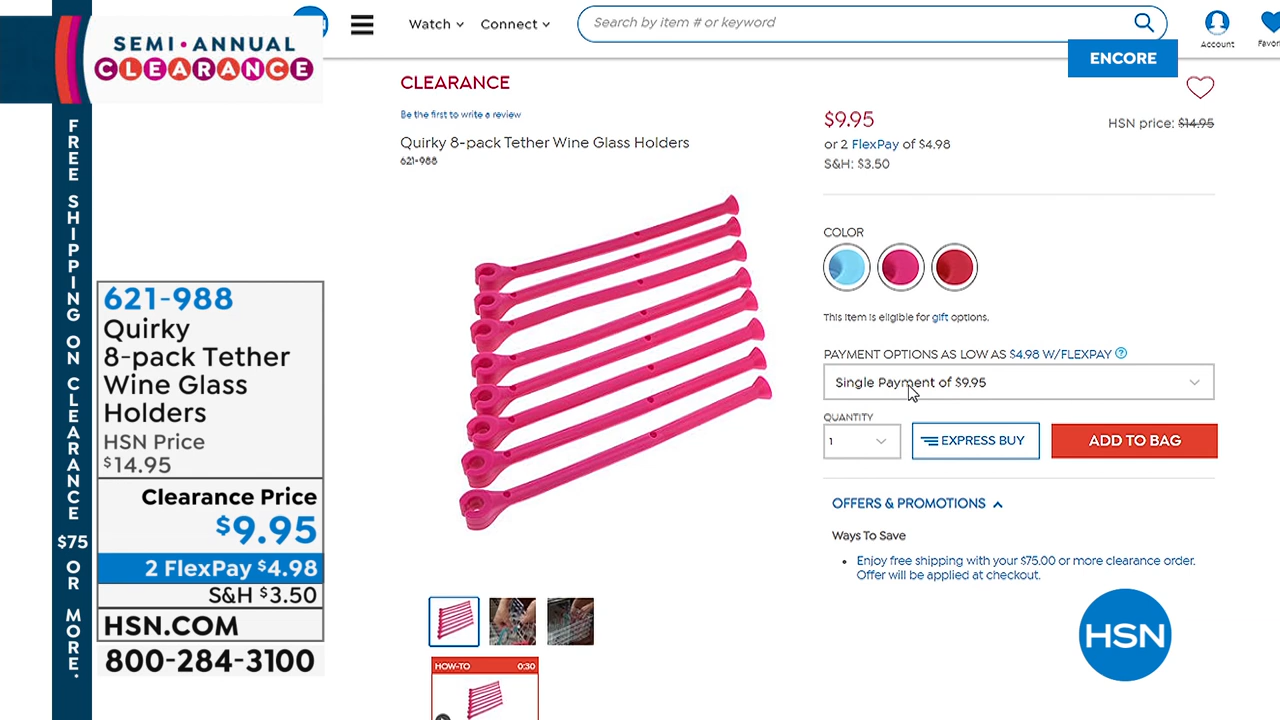 SEMI•ANNUAL
CLEARANCE
FREE SHIPPING ON CLEARANCE $75 OR MORE.
621-988
Quirky
8-pack Tether
Wine Glass
Holders
HSN Price
$14.95
Clearance Price
$9.95
2 FlexPay $4.98
S&H $3.50
HSN.COM
800-284-3100
Watch
Connect
Search by item # or keyword
Account
ENCORE
CLEARANCE
Be the first to write a review
Quirky 8-pack Tether Wine Glass Holders
621-988
$9.95
HSN price: $14.95
or 2 FlexPay of $4.98
S&H: $3.50
COLOR
This item is eligible for gift options.
PAYMENT OPTIONS AS LOW AS $4.98 W/FLEXPAY ?
Single Payment of $9.95
QUANTITY
1
EXPRESS BUY
ADD TO BAG
OFFERS & PROMOTIONS
Ways To Save
• Enjoy free shipping with your $75.00 or more clearance order.
Offer will be applied at checkout.
HOW-TO 0:30
HSN